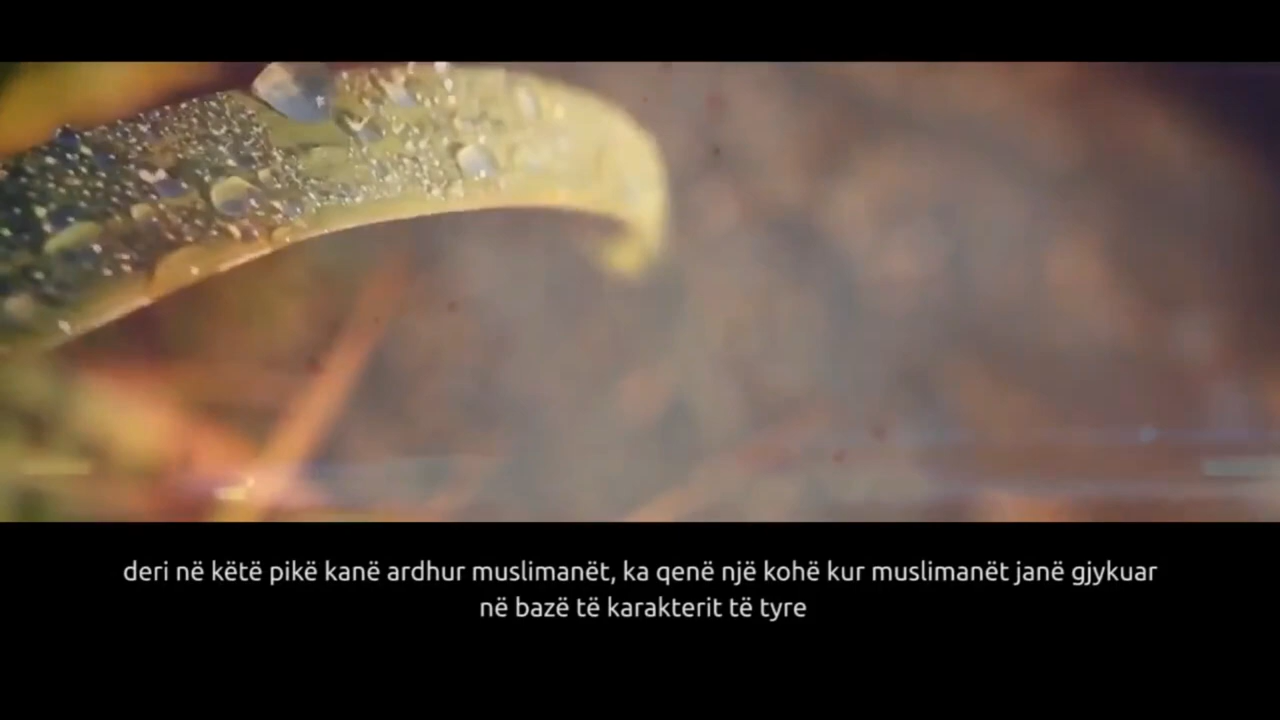 deri në këtë pikë kanë ardhur muslimanët, ka qenë një kohë kur muslimanët janë gjykuar
në bazë të karakterit të tyre